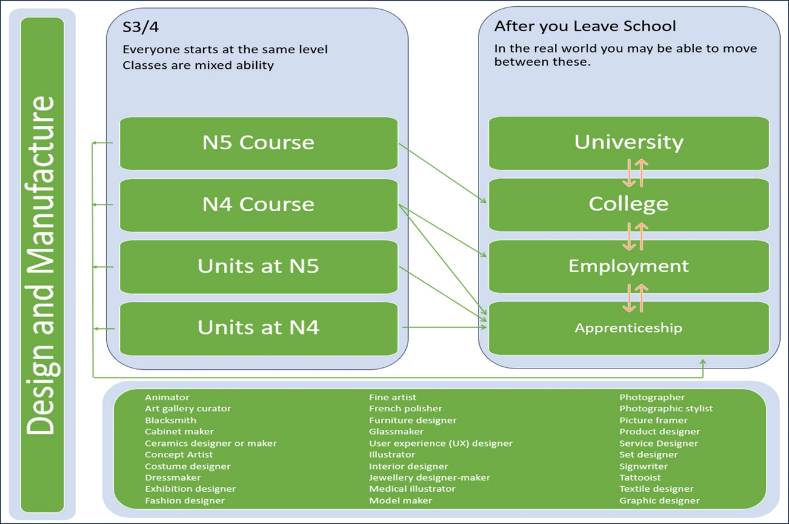 Design and Manufacture
S3/4
Everyone starts at the same level
Classes are mixed ability
N5 Course
N4 Course
Units at N5
Units at N4
After you Leave School
In the real world you may be able to move
between these.
University
College
Employment
Apprenticeship
Animator
Art gallery curator
Blacksmith
Cabinet maker
Ceramics designer or maker
Concept Artist
Costume designer
Dressmaker
Exhibition designer
Fashion designer
Fine artist
French polisher
Furniture designer
Glassmaker
User experience (UX) designer
Illustrator
Interior designer
Jewellery designer-maker
Medical illustrator
Model maker
Photographer
Photographic stylist
Picture framer
Product designer
Service Designer
Set designer
Signwriter
Tattooist
Textile designer
Graphic designer